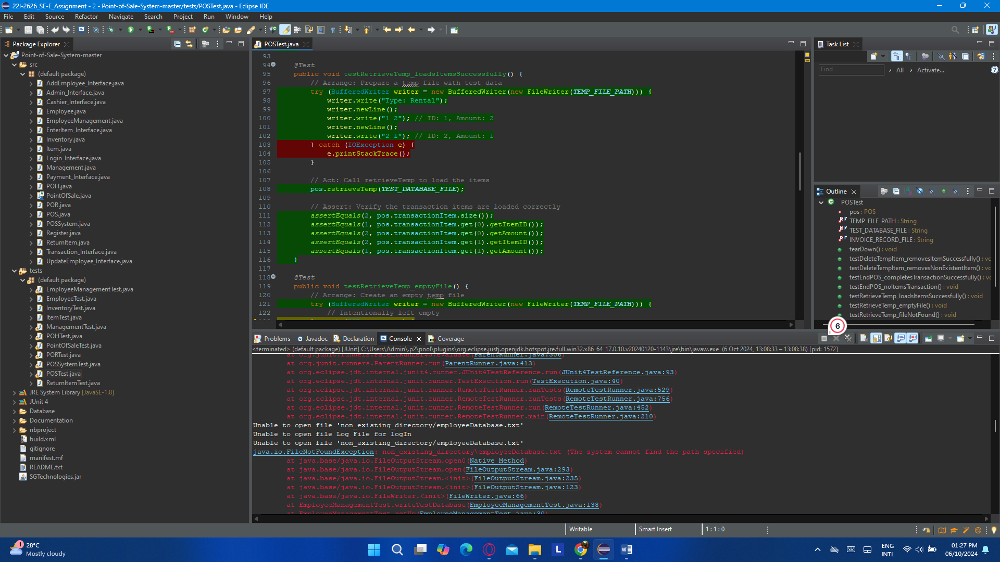 22I-2626_SE-E_Assignment - 2 - Point-of-Sale-System-master/tests/POSTest.java - Eclipse IDE
File Edit Source Refactor Navigate Search Project Run Window Help
Package Explorer
Point-of-Sale-System-master
src
(default package)
AddEmployee_Interface.java
Admin_Interface.java
Cashier_Interface.java
Employee.java
EmployeeManagement.java
EnterItem_Interface.java
Inventory.java
Item.java
Login_Interface.java
Management.java
Payment_Interface.java
POH.java
PointOfSale.java
POR.java
POS.java
POSSystem.java
Register.java
ReturnItem.java
Transaction_Interface.java
UpdateEmployee_Interface.java
tests
(default package)
EmployeeManagementTest.java
EmployeeTest.java
InventoryTest.java
ItemTest.java
ManagementTest.java
POHTest.java
PointOfSaleTest.java
PORTest.java
POSSystemTest.java
POSTest.java
ReturnItemTest.java
JRE System Library [JavaSE-1.8]
JUnit 4
Database
Documentation
nbproject
build.xml
gitignore
manifest.mf
README.txt
SGTechnologies.jar
POSTest.java
93
94 @Test
95 public void testRetrieveTemp_loadsItemsSuccessfully() {
96 // Arrange: Prepare a temp file with test data
97 try (BufferedWriter writer = new BufferedWriter(new FileWriter(TEMP_FILE_PATH))) {
98 writer.write("Type: Rental");
99 writer.newLine();
100 writer.write("1 2"); // ID: 1, Amount: 2
101 writer.newLine();
102 writer.write("2 1"); // ID: 2, Amount: 1
103 } catch (IOException e) {
104 e.printStackTrace();
105 }
106
107 // Act: Call retrieveTemp to load the items
108 pos.retrieveTemp(TEST_DATABASE_FILE);
109
110 // Assert: Verify the transaction items are loaded correctly
111 assertEquals(2, pos.transactionItem.size());
112 assertEquals(1, pos.transactionItem.get(0).getItemID());
113 assertEquals(2, pos.transactionItem.get(0).getAmount());
114 assertEquals(2, pos.transactionItem.get(1).getItemID());
115 assertEquals(1, pos.transactionItem.get(1).getAmount());
116 }
117
118 @Test
119 public void testRetrieveTemp_emptyFile() {
120 // Arrange: Create an empty temp file
121 try (BufferedWriter writer = new BufferedWriter(new FileWriter(TEMP_FILE_PATH))) {
122 // Intentionally left empty
Task List
Find All Activate...
Outline
POSTest
pos : POS
TEMP_FILE_PATH : String
TEST_DATABASE_FILE : String
INVOICE_RECORD_FILE : String
tearDown() : void
testDeleteTempItem_removesItemSuccessfully() : vo
testDeleteTempItem_removesNonExistentItem() : vo
testEndPOS_completesTransactionSuccessfully() : vo
testEndPOS_noItemsTransaction() : void
testRetrieveTemp_loadsItemsSuccessfully() : void
testRetrieveTemp_emptyFile() : void
testRetrieveTemp_fileNotFound() : void
6
Problems Javadoc Declaration Console Coverage
<terminated> (default package) [JUnit] C:\Users\Admin\.p2\pool\plugins\org.eclipse.justj.openjdk.hotspot.jre.full.win32.x86_64_17.0.10.v20240120-1143\jre\bin\javaw.exe (6 Oct 2024, 13:08:33 – 13:08:38) [pid: 1572]
at org.junit.runners.ParentRunner$3.evaluate(ParentRunner.java:306)
at org.junit.runners.ParentRunner.run(ParentRunner.java:413)
at org.eclipse.jdt.internal.junit4.runner.JUnit4TestReference.run(JUnit4TestReference.java:93)
at org.eclipse.jdt.internal.junit.runner.TestExecution.run(TestExecution.java:40)
at org.eclipse.jdt.internal.junit.runner.RemoteTestRunner.runTests(RemoteTestRunner.java:529)
at org.eclipse.jdt.internal.junit.runner.RemoteTestRunner.runTests(RemoteTestRunner.java:756)
at org.eclipse.jdt.internal.junit.runner.RemoteTestRunner.run(RemoteTestRunner.java:452)
at org.eclipse.jdt.internal.junit.runner.RemoteTestRunner.main(RemoteTestRunner.java:210)
Unable to open file 'non_existing_directory/employeeDatabase.txt'
Unable to open file Log File for logIn
Unable to open file 'non_existing_directory/employeeDatabase.txt'
java.io.FileNotFoundException: non_existing_directory\employeeDatabase.txt (The system cannot find the path specified)
at java.base/java.io.FileOutputStream.open0(Native Method)
at java.base/java.io.FileOutputStream.open(FileOutputStream.java:293)
at java.base/java.io.FileOutputStream.<init>(FileOutputStream.java:235)
at java.base/java.io.FileOutputStream.<init>(FileOutputStream.java:123)
at java.base/java.io.FileWriter.<init>(FileWriter.java:66)
at EmployeeManagementTest.writeTestDatabase(EmployeeManagementTest.java:138)
at EmployeeManagementTest.setUp(EmployeeManagementTest.java:30)
Writable Smart Insert 1 : 1 : 0
1
28°C
Mostly cloudy
ENG
INTL
01:27 PM
06/10/2024